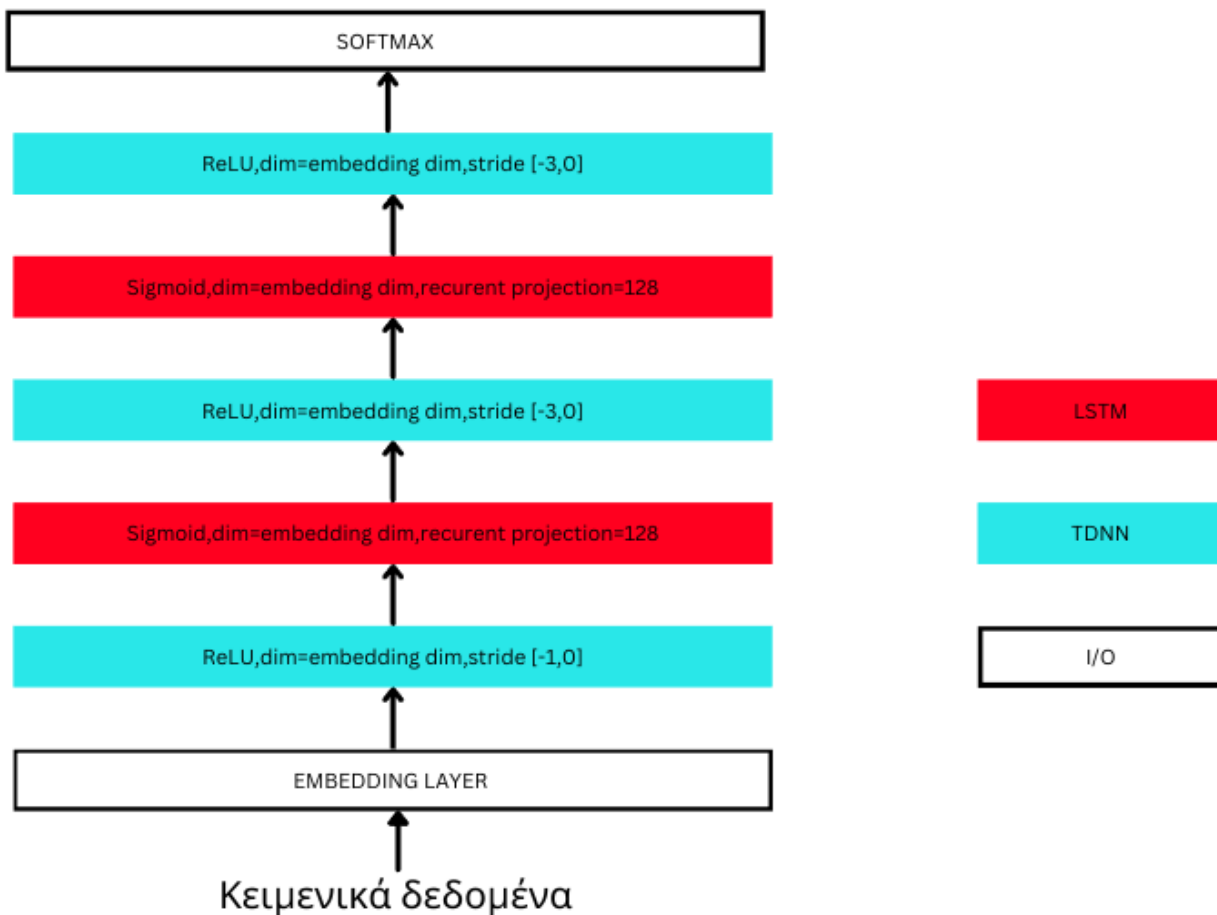 SOFTMAX
ReLU,dim=embedding dim,stride [-3,0]
Sigmoid,dim=embedding dim,recurent projection=128
ReLU,dim=embedding dim,stride [-3,0]
LSTM
Sigmoid,dim=embedding dim,recurent projection=128
TDNN
ReLU,dim=embedding dim,stride [-1,0]
I/O
EMBEDDING LAYER
Κειμενικά δεδομένα